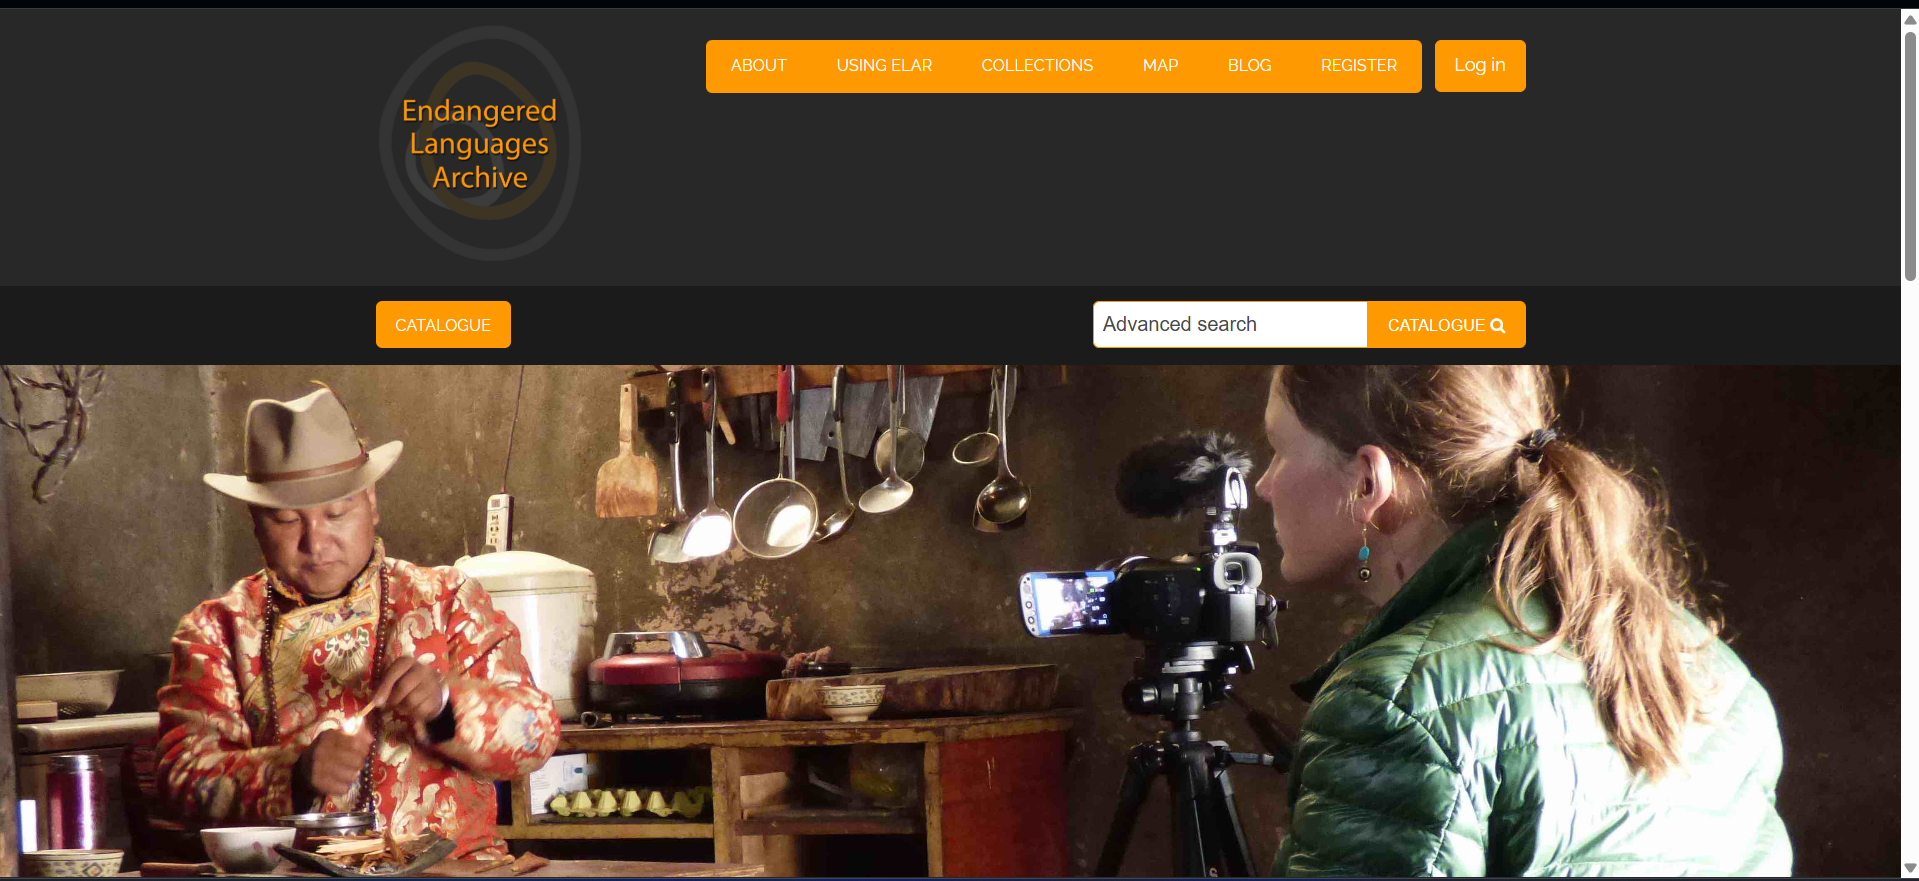 Endangered
Languages
Archive
ABOUT USING ELAR COLLECTIONS MAP BLOG REGISTER
Log in
CATALOGUE
Advanced search
CATALOGUE